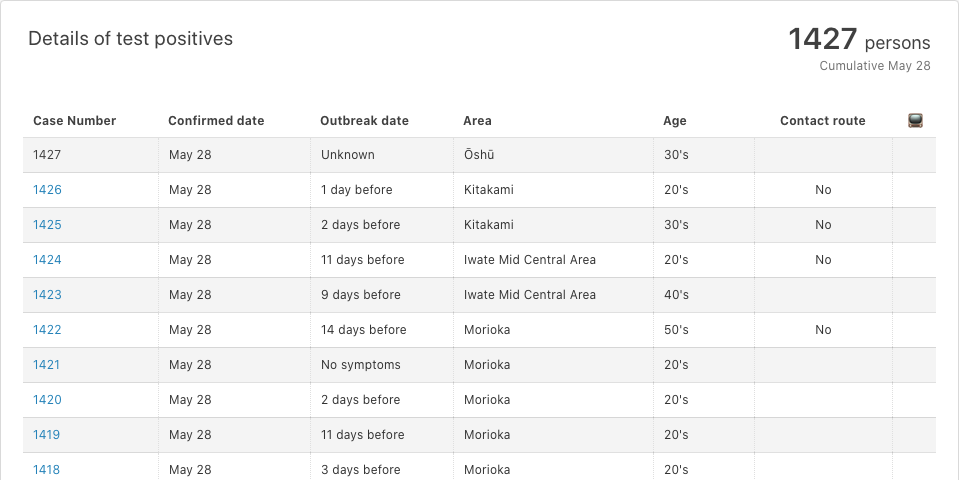 Details of test positives
1427 persons
Cumulative May 28
Case Number Confirmed date Outbreak date Area Age Contact route
1427 May 28 Unknown Ōshū 30's
1426 May 28 1 day before Kitakami 20's No
1425 May 28 2 days before Kitakami 30's No
1424 May 28 11 days before Iwate Mid Central Area 20's No
1423 May 28 9 days before Iwate Mid Central Area 40's
1422 May 28 14 days before Morioka 50's No
1421 May 28 No symptoms Morioka 20's
1420 May 28 2 days before Morioka 20's
1419 May 28 11 days before Morioka 20's
1418 May 28 3 days before Morioka 20's